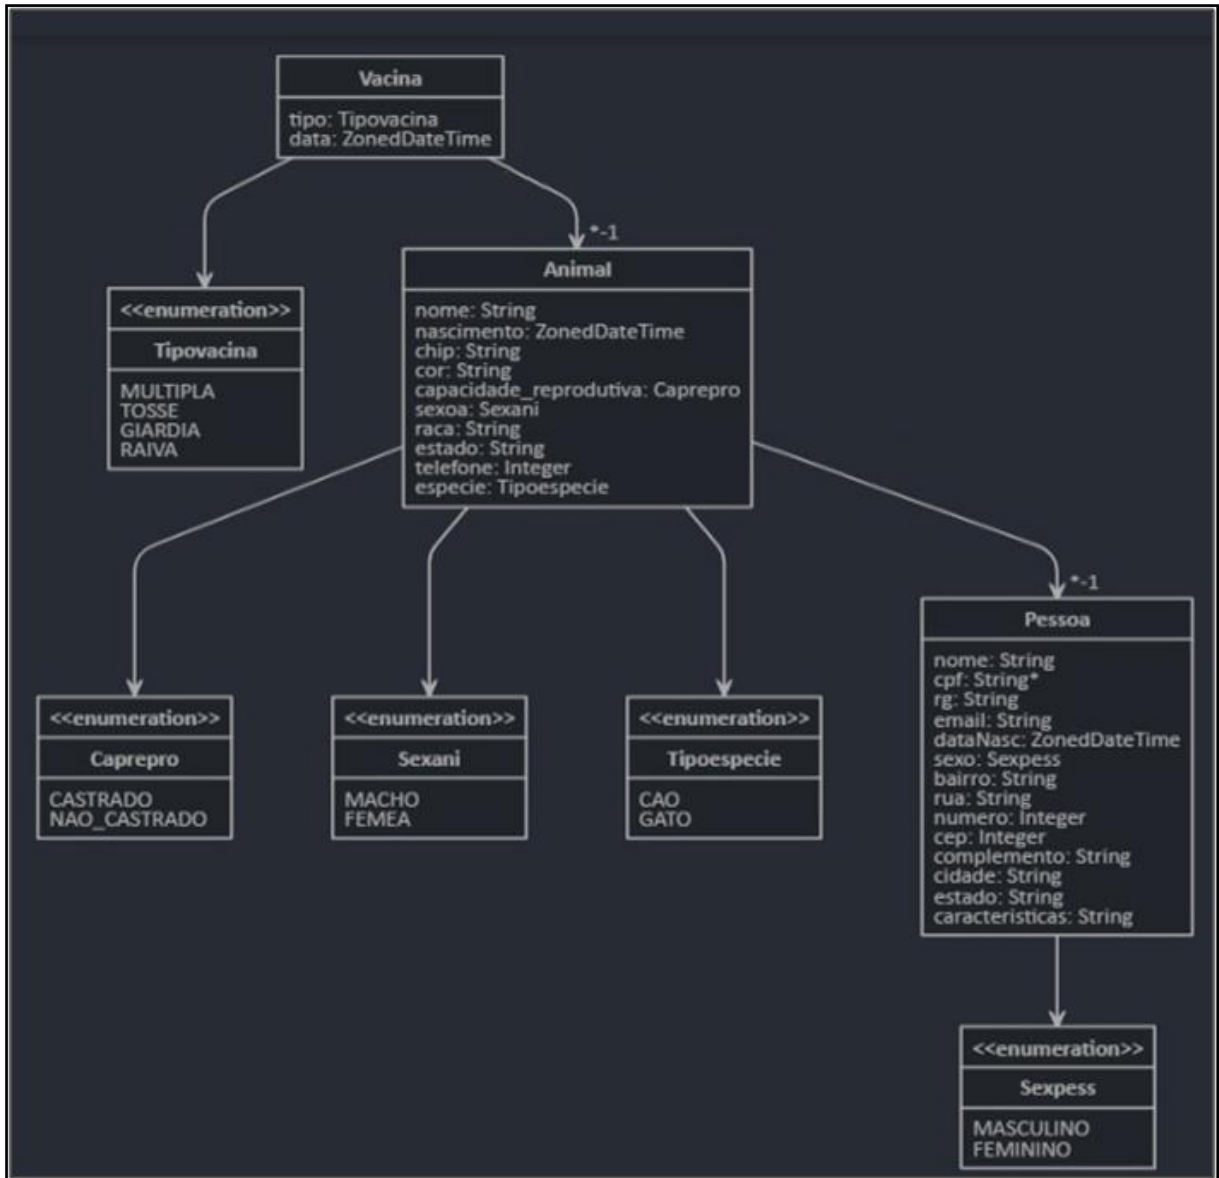 Vacina
tipo: Tipovacina
data: ZonedDateTime
*-1
<<enumeration>>
Tipovacina
MULTIPLA
TOSSE
GIARDIA
RAIVA
Animal
nome: String
nascimento: ZonedDateTime
chip: String
cor: String
capacidade_reprodutiva: Caprepro
sexoa: Sexani
raca: String
estado: String
telefone: Integer
especie: Tipoespecie
*-1
<<enumeration>>
Caprepro
CASTRADO
NAO_CASTRADO
<<enumeration>>
Sexani
MACHO
FEMEA
<<enumeration>>
Tipoespecie
CAO
GATO
Pessoa
nome: String
cpf: String*
rg: String
email: String
dataNasc: ZonedDateTime
sexo: Sexpess
bairro: String
rua: String
numero: Integer
cep: Integer
complemento: String
cidade: String
estado: String
caracteristicas: String
<<enumeration>>
Sexpess
MASCULINO
FEMININO